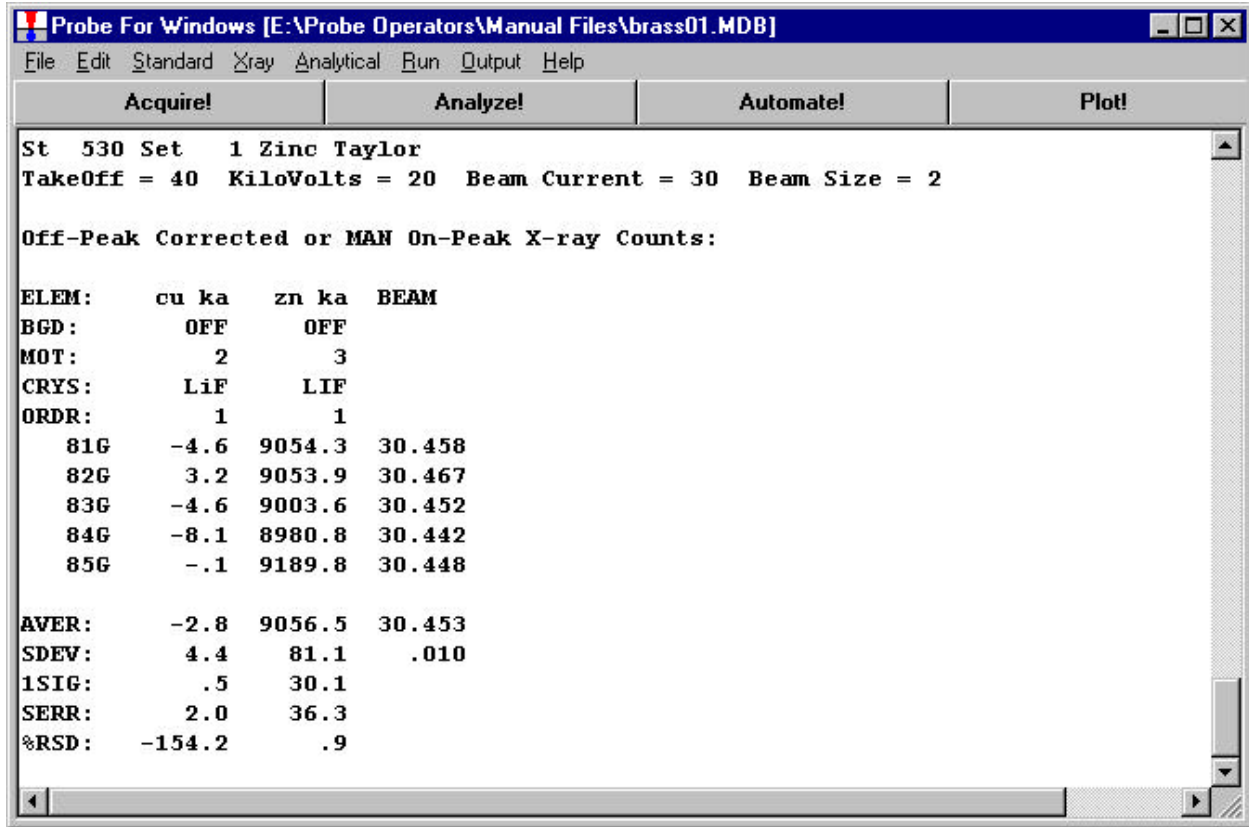 Probe For Windows [E:\Probe Operators\Manual Files\brass01.MDB]
File Edit Standard Xray Analytical Run Output Help
Acquire! Analyze! Automate! Plot!
St 530 Set 1 Zinc Taylor
TakeOff = 40 KiloVolts = 20 Beam Current = 30 Beam Size = 2
Off-Peak Corrected or MAN On-Peak X-ray Counts:
ELEM: cu ka zn ka BEAM
BGD: OFF OFF
MOT: 2 3
CRYS: LiF LIF
ORDR: 1 1
81G -4.6 9054.3 30.458
82G 3.2 9053.9 30.467
83G -4.6 9003.6 30.452
84G -8.1 8980.8 30.442
85G -.1 9189.8 30.448
AVER: -2.8 9056.5 30.453
SDEV: 4.4 81.1 .010
1SIG: .5 30.1
SERR: 2.0 36.3
%RSD: -154.2 .9